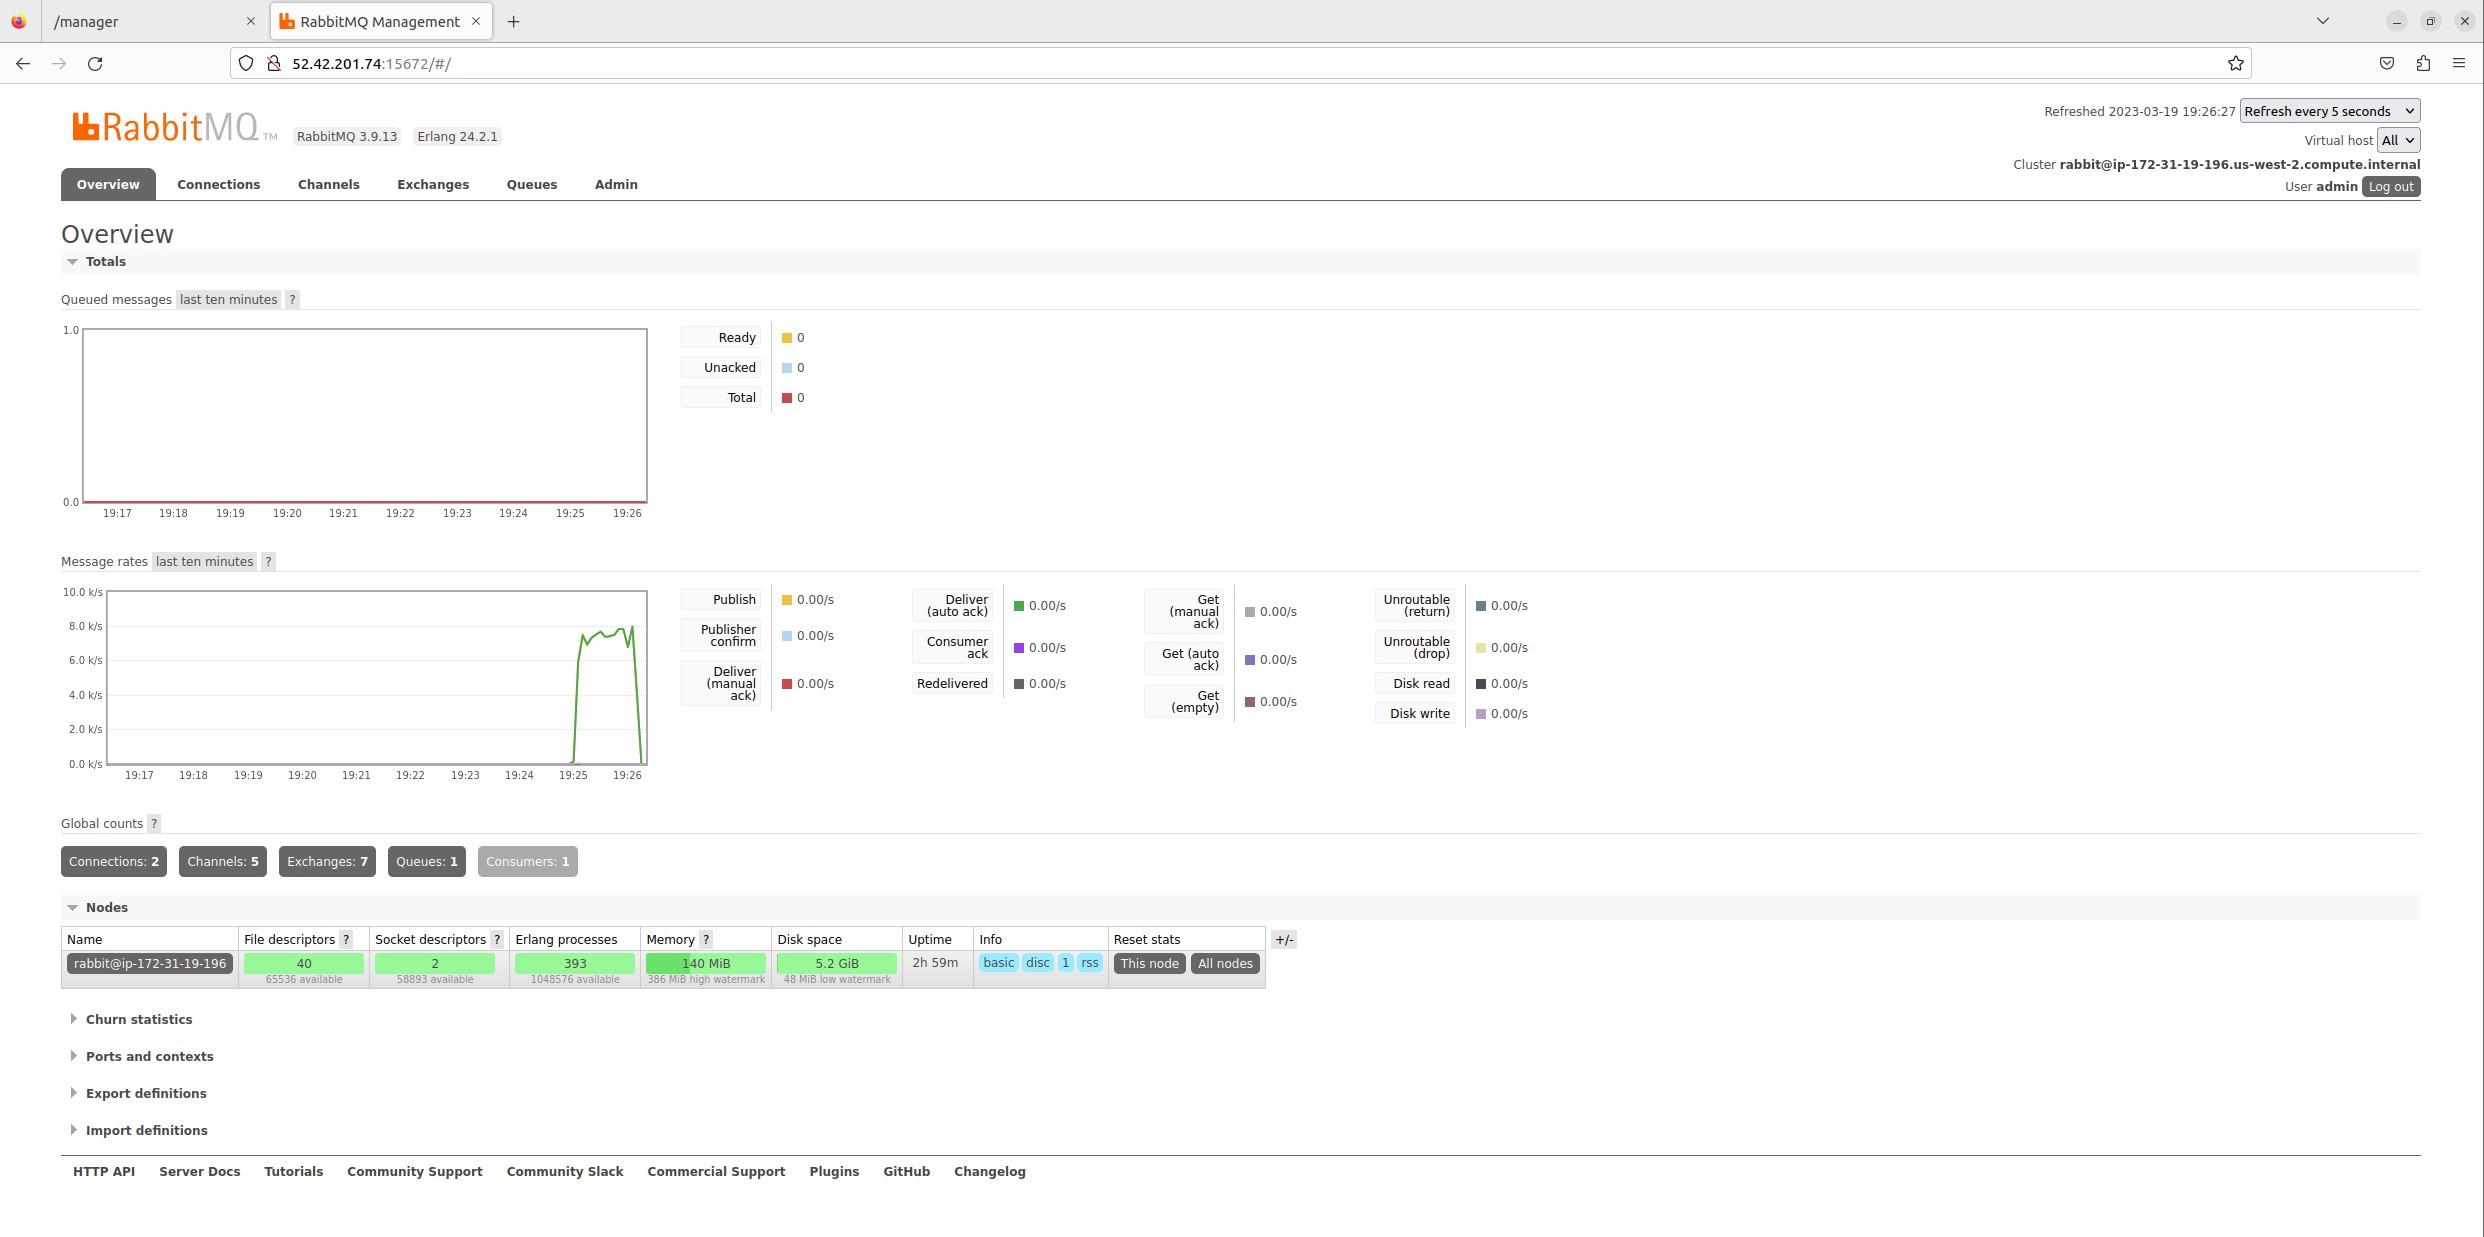 /manager
RabbitMQ Management
52.42.201.74:15672/#/
RabbitMQ TM RabbitMQ 3.9.13 Erlang 24.2.1
Refreshed 2023-03-19 19:26:27 Refresh every 5 seconds
Virtual host All
Cluster rabbit@ip-172-31-19-196.us-west-2.compute.internal
User admin Log out
Overview Connections Channels Exchanges Queues Admin
Overview
Totals
Queued messages last ten minutes ?
1.0
0.0
19:17 19:18 19:19 19:20 19:21 19:22 19:23 19:24 19:25 19:26
Ready 0
Unacked 0
Total 0
Message rates last ten minutes ?
10.0 k/s
8.0 k/s
6.0 k/s
4.0 k/s
2.0 k/s
0.0 k/s
19:17 19:18 19:19 19:20 19:21 19:22 19:23 19:24 19:25 19:26
Publish 0.00/s
Publisher
confirm 0.00/s
Deliver
(manual
ack) 0.00/s
Deliver
(auto ack) 0.00/s
Consumer
ack 0.00/s
Redelivered 0.00/s
Get
(manual
ack) 0.00/s
Get (auto
ack) 0.00/s
Get
(empty) 0.00/s
Unroutable
(return) 0.00/s
Unroutable
(drop) 0.00/s
Disk read 0.00/s
Disk write 0.00/s
Global counts ?
Connections: 2 Channels: 5 Exchanges: 7 Queues: 1 Consumers: 1
Nodes
Name File descriptors ? Socket descriptors ? Erlang processes Memory ? Disk space Uptime Info Reset stats +/-
rabbit@ip-172-31-19-196 40 2 393 140 MiB 5.2 GiB 2h 59m basic disc 1 rss This node All nodes
65536 available 58893 available 1048576 available 386 MiB high watermark 48 MiB low watermark
Churn statistics
Ports and contexts
Export definitions
Import definitions
HTTP API Server Docs Tutorials Community Support Community Slack Commercial Support Plugins GitHub Changelog